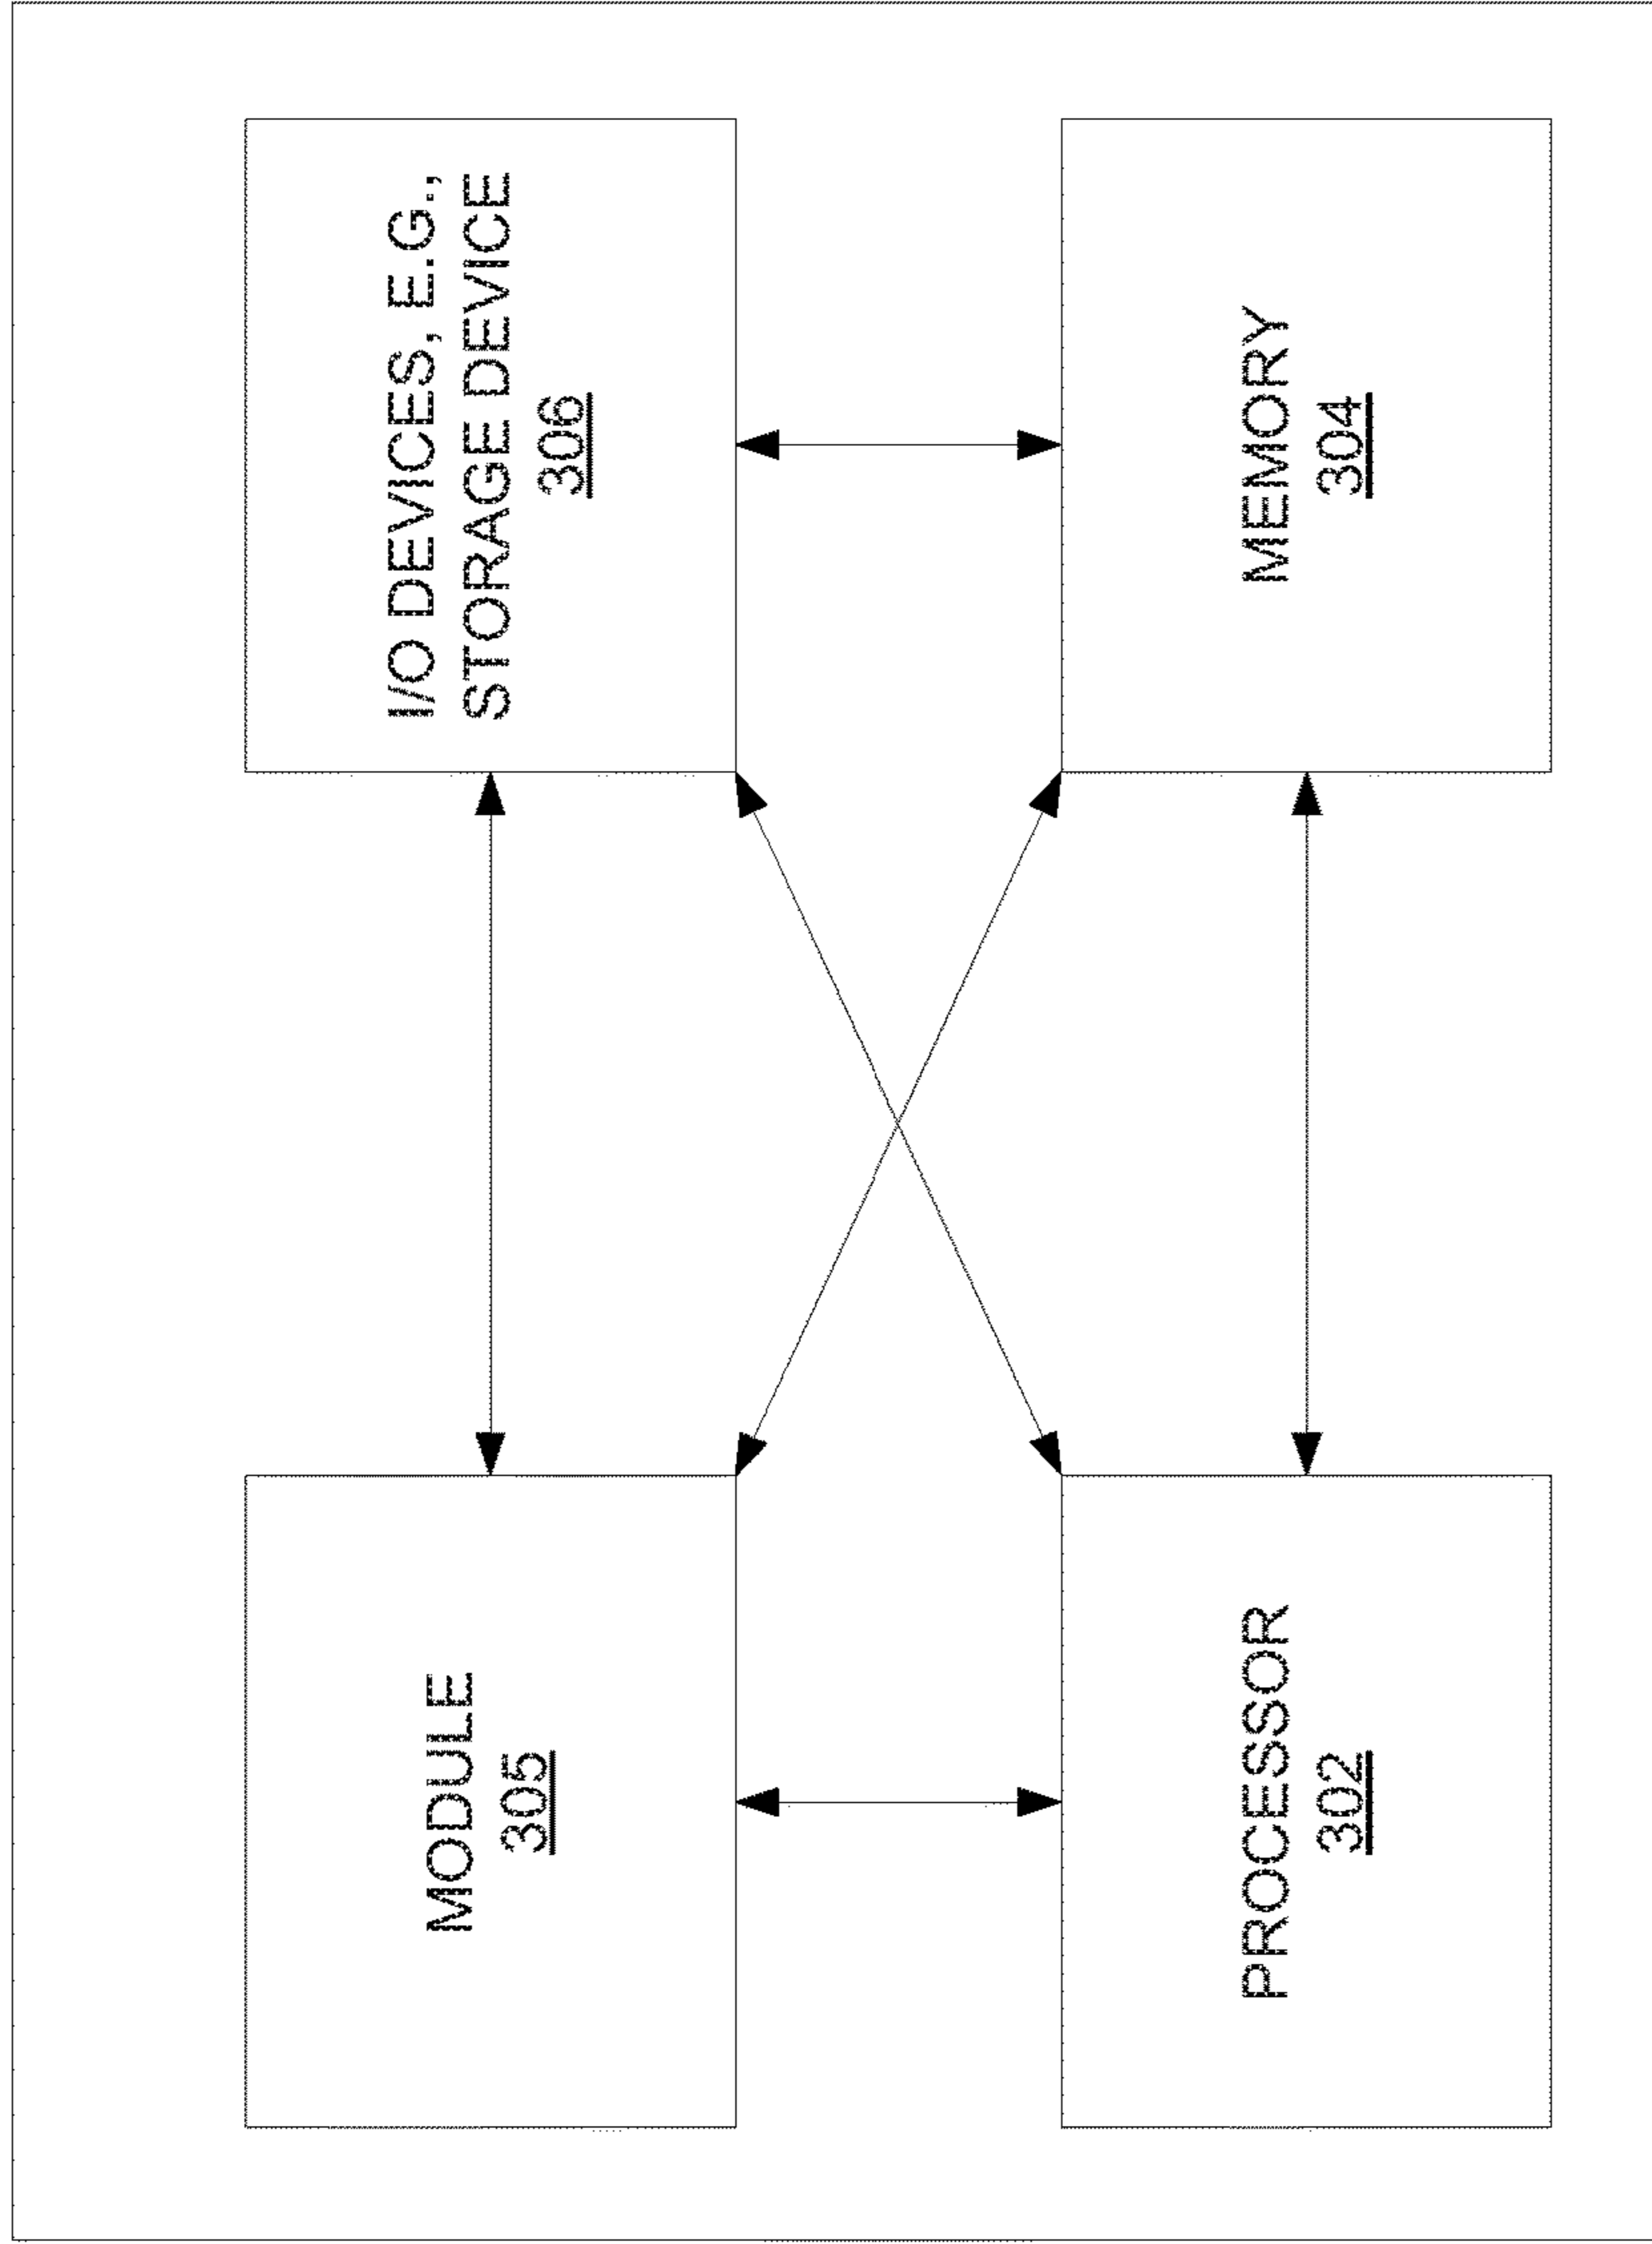 MODULE
305
I/O DEVICES, E.G.,
STORAGE DEVICE
306
PROCESSOR
302
MEMORY
304